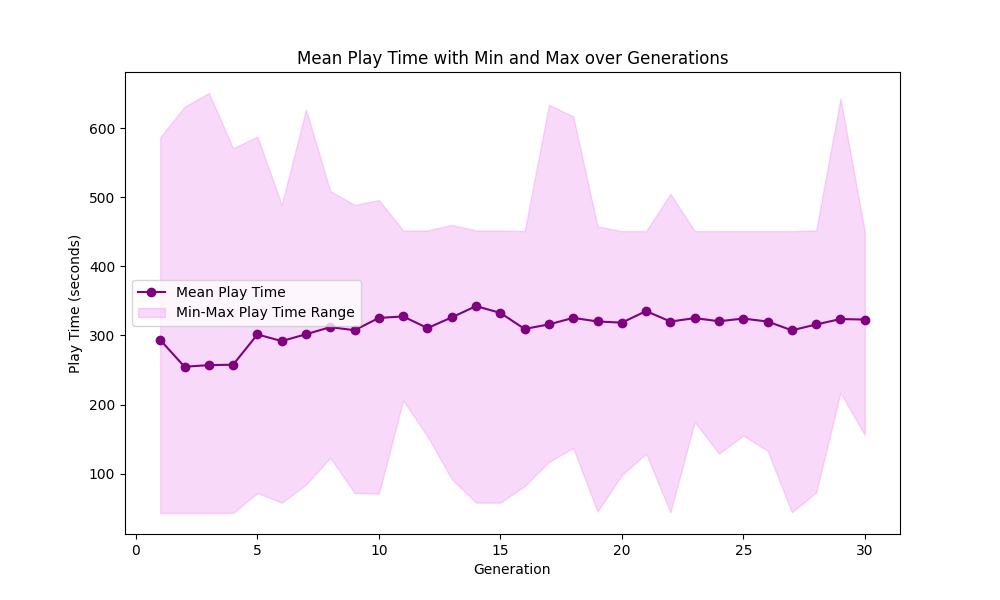 Mean Play Time with Min and Max over Generations
Play Time (seconds)
600
500
400
300
200
100
Mean Play Time
Min-Max Play Time Range
0 5 10 15 20 25 30
Generation